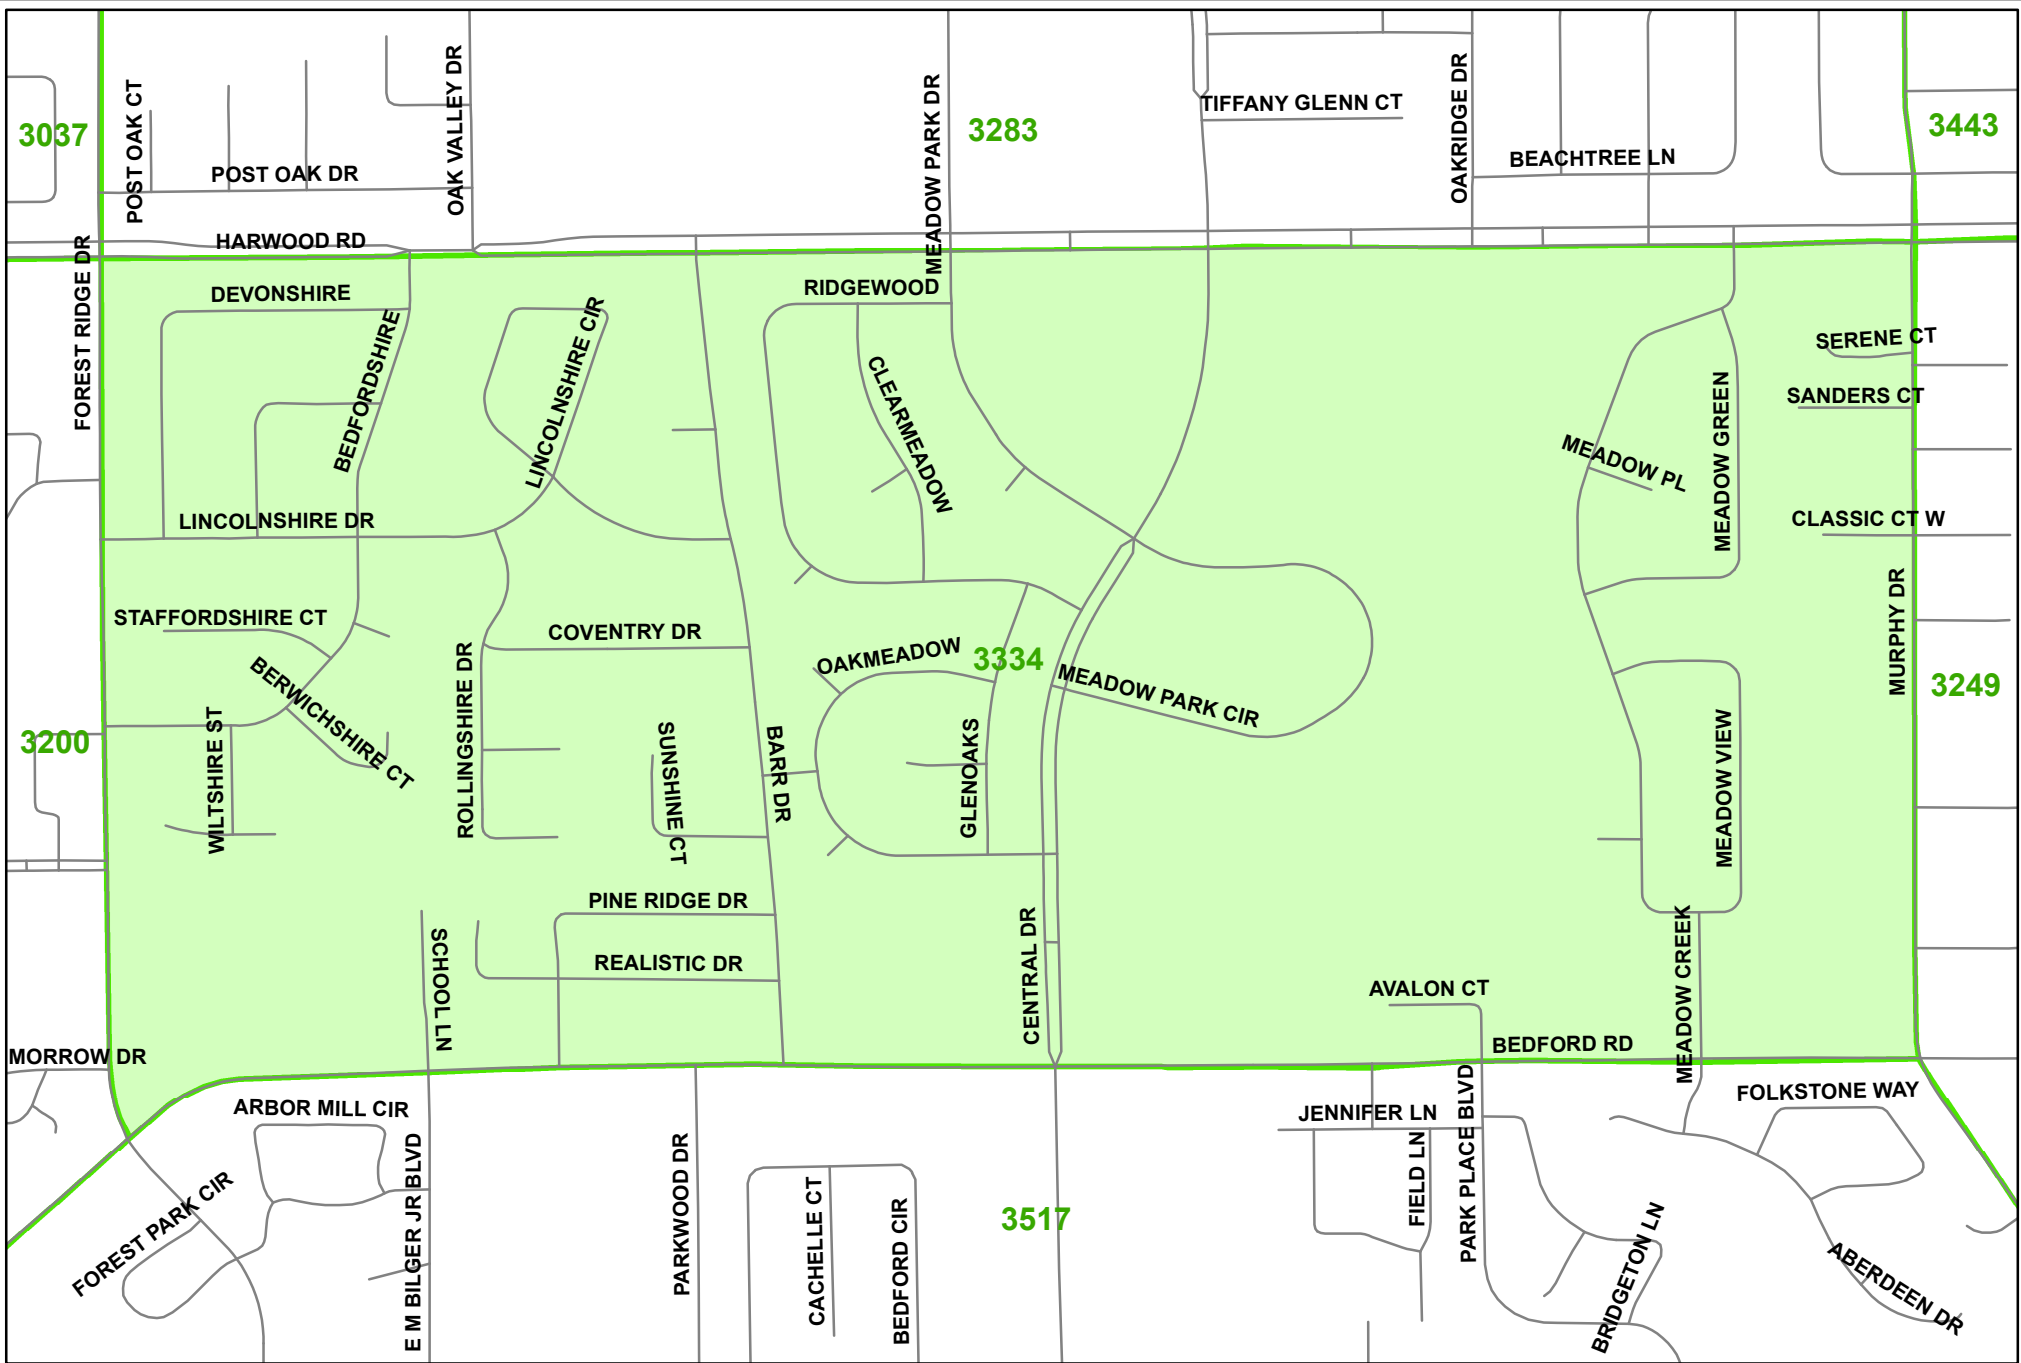 3037
POST OAK CT
POST OAK DR
OAK VALLEY DR
MEADOW PARK DR
3283
TIFFANY GLENN CT
OAKRIDGE DR
BEACHTREE LN
3443
HARWOOD RD
FOREST RIDGE DR
DEVONSHIRE
BEDFORDSHIRE
LINCOLNSHIRE CIR
RIDGEWOOD
CLEARMEADOW
SERENE CT
SANDERS CT
MEADOW GREEN
MEADOW PL
CLASSIC CT W
LINCOLNSHIRE DR
STAFFORDSHIRE CT
COVENTRY DR
OAKMEADOW
3334
MEADOW PARK CIR
MURPHY DR
3249
BERWICHSHIRE CT
ROLLINGSHIRE DR
3200
WILTSHIRE ST
SUNSHINE CT
BARR DR
GLENOAKS
MEADOW VIEW
PINE RIDGE DR
SCHOOL LN
REALISTIC DR
CENTRAL DR
AVALON CT
MEADOW CREEK
BEDFORD RD
MORROW DR
ARBOR MILL CIR
JENNIFER LN
PARK PLACE BLVD
FOLKSTONE WAY
FOREST PARK CIR
E M BILGER JR BLVD
PARKWOOD DR
CACHELLE CT
BEDFORD CIR
3517
FIELD LN
BRIDGETON LN
ABERDEEN DR